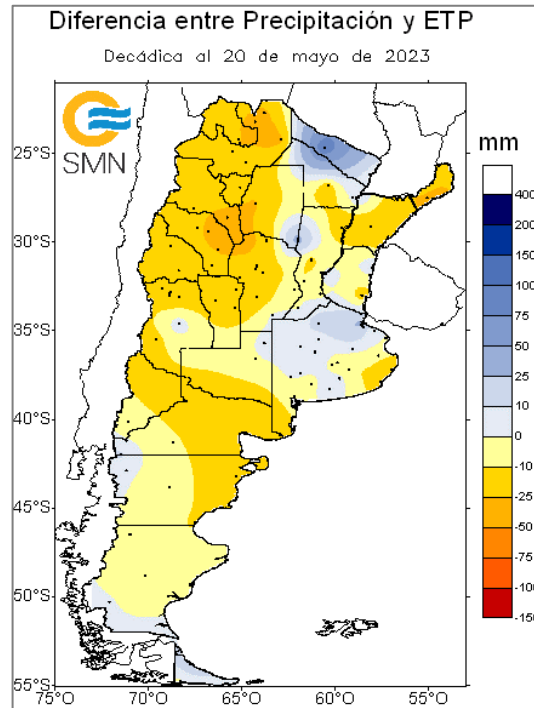 Diferencia entre Precipitación y ETP
Decádica al 20 de mayo de 2023
SMN
mm
400
200
150
100
75
50
25
10
0
-10
-25
-50
-75
-100
-150
25°S
30°S
35°S
40°S
45°S
50°S
55°S
75°O
70°O
65°O
60°O
55°O